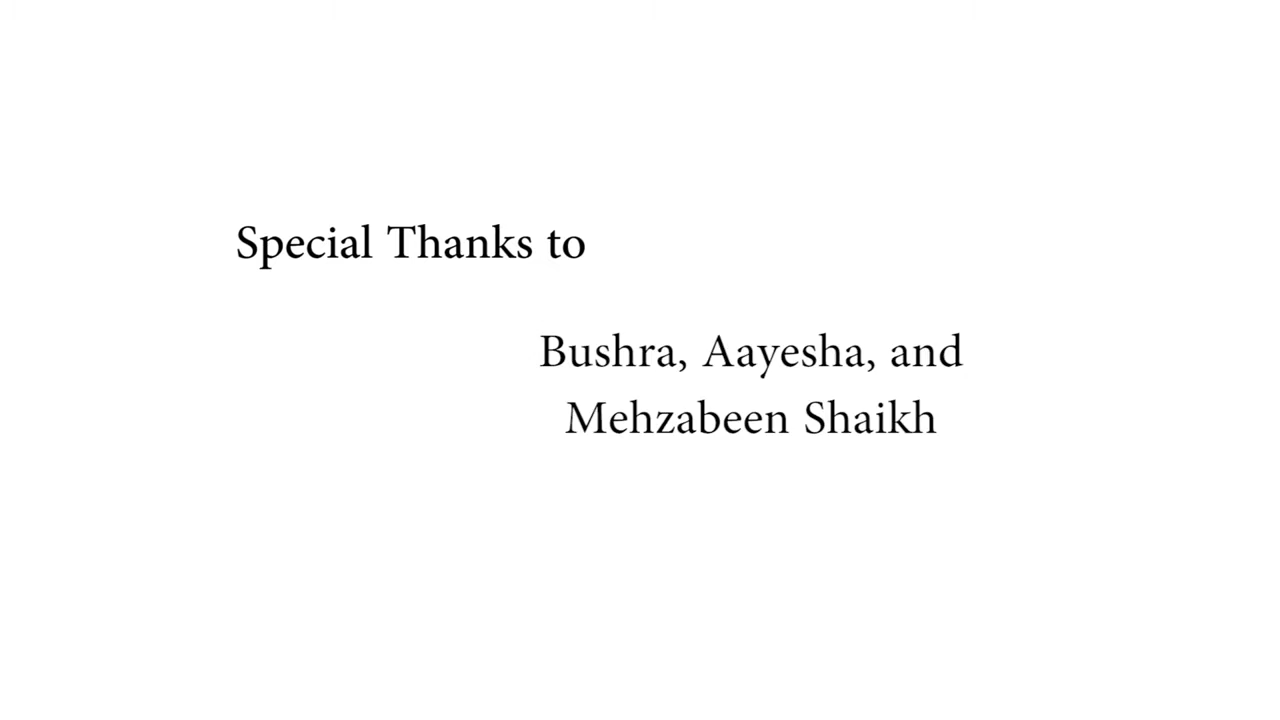 Special Thanks to
Bushra, Aayesha, and
Mehzabeen Shaikh